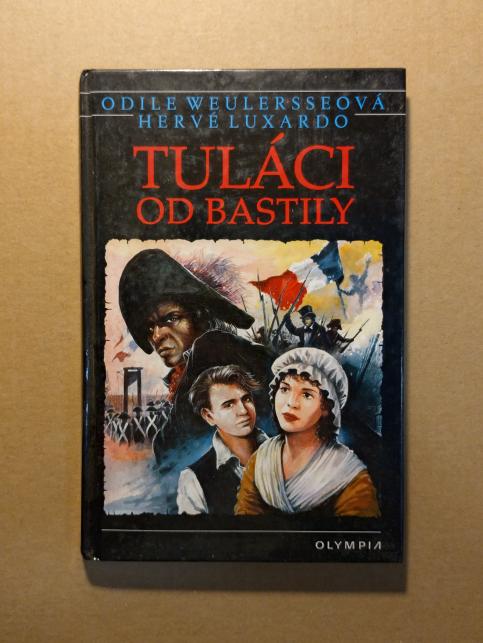 ODILE WEULERSSEOVÁ
HERVÉ LUXARDO
TULÁCI
OD BASTILY
OLYMPIA